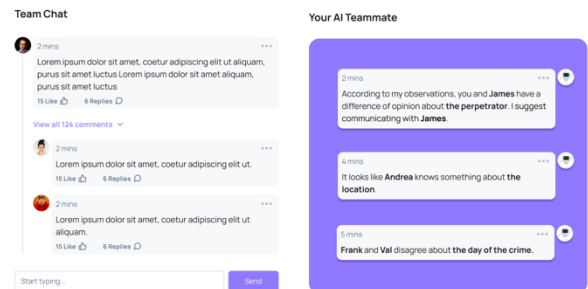 Team Chat
2 mins
Lorem ipsum dolor sit amet, coetur adipiscing elit ut aliquam,
purus sit amet luctus Lorem ipsum dolor sit amet aliquam,
purus sit amet luctus
15 Like 6 Replies
View all 124 comments
2 mins
Lorem ipsum dolor sit amet, coetur adipiscing elit ut.
15 Like 6 Replies
2 mins
Lorem ipsum dolor sit amet, coetur adipiscing elit ut
aliquam.
15 Like 6 Replies
Start typing...
Send
Your AI Teammate
2 mins
According to my observations, you and James have a
difference of opinion about the perpetrator. I suggest
communicating with James.
4 mins
It looks like Andrea knows something about the
location.
5 mins
Frank and Val disagree about the day of the crime.